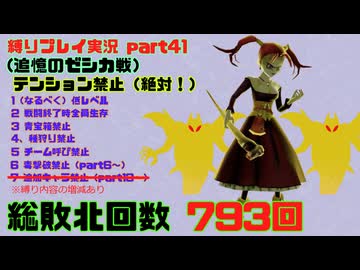 縛りプレイ実況 part41
(追憶のゼシカ戦)
テンション禁止(絶対!)
1(なるべく)低レベル
2 戦闘終了時全員生存
3 青宝箱禁止
4、種狩り禁止
5 チーム呼び禁止
6 毒撃破禁止(part6〜)
7 追加キャラ禁止(part18〜)
※縛り内容の増減あり
総敗北回数 793回